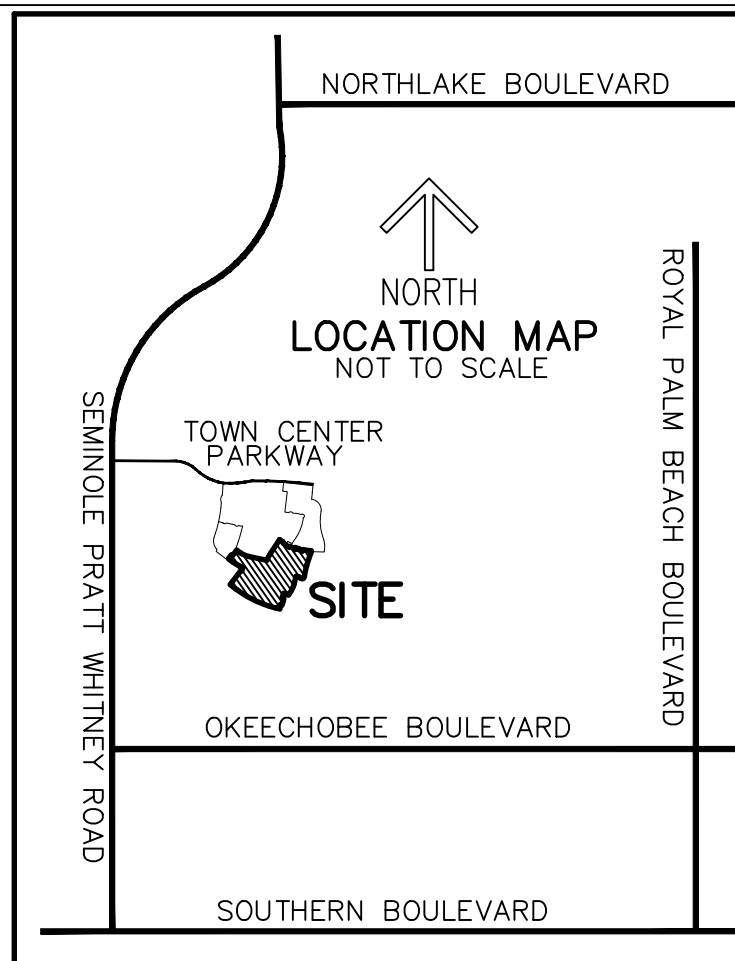 NORTHLAKE BOULEVARD
NORTH
LOCATION MAP
NOT TO SCALE
ROYAL PALM BEACH BOULEVARD
SEMINOLE PRATT WHITNEY ROAD
TOWN CENTER
PARKWAY
SITE
OKEECHOBEE BOULEVARD
SOUTHERN BOULEVARD